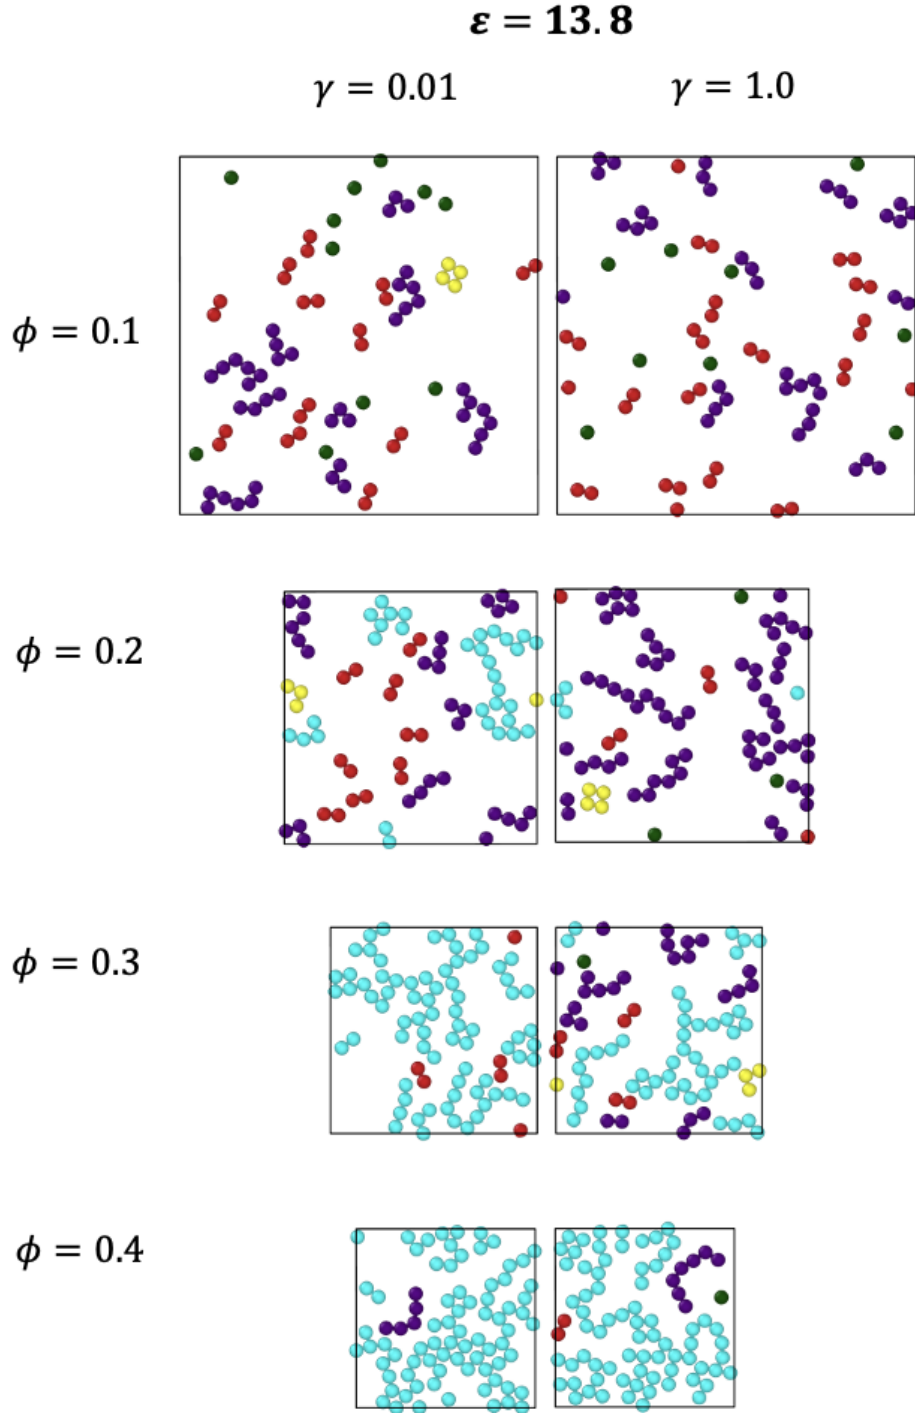 ε = 13.8
γ = 0.01
γ = 1.0
ϕ = 0.1
ϕ = 0.2
ϕ = 0.3
ϕ = 0.4